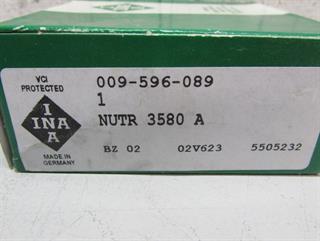 VCI
PROTECTED
I
INA
A
MADE IN
GERMANY
009-596-089
1
NUTR 3580 A
BZ 02 02V623 5505232